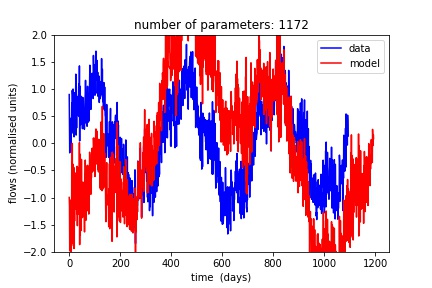 number of parameters: 1172
data
model
flows (normalised units)
2.0
1.5
1.0
0.5
0.0
−0.5
−1.0
−1.5
−2.0
0 200 400 600 800 1000 1200
time (days)